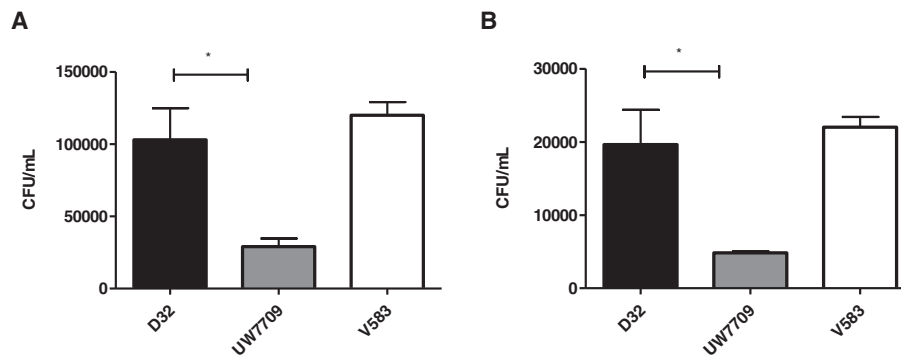 A
*
150000
100000
50000
0
CFU/mL
D32
UW7709
V583
B
*
30000
20000
10000
0
CFU/mL
D32
UW7709
V583